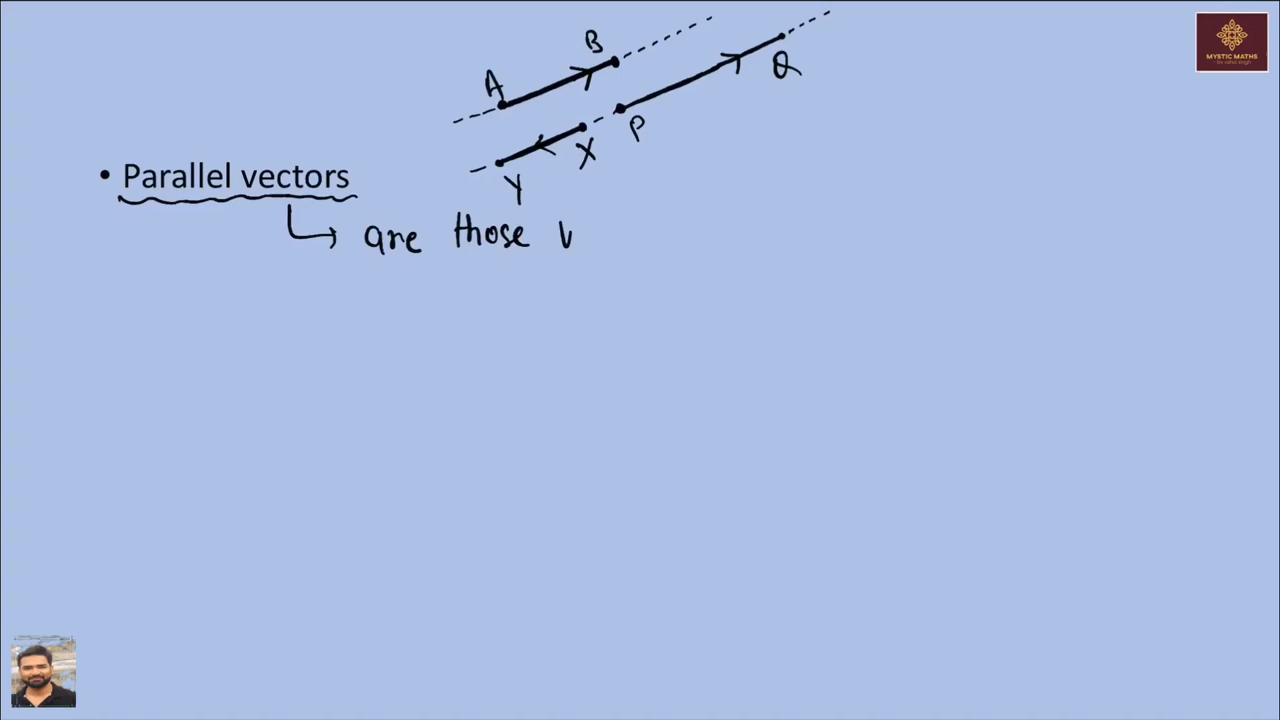 B
A
Q
P
X
Y
MYSTIC MATHS
• Parallel vectors
are those